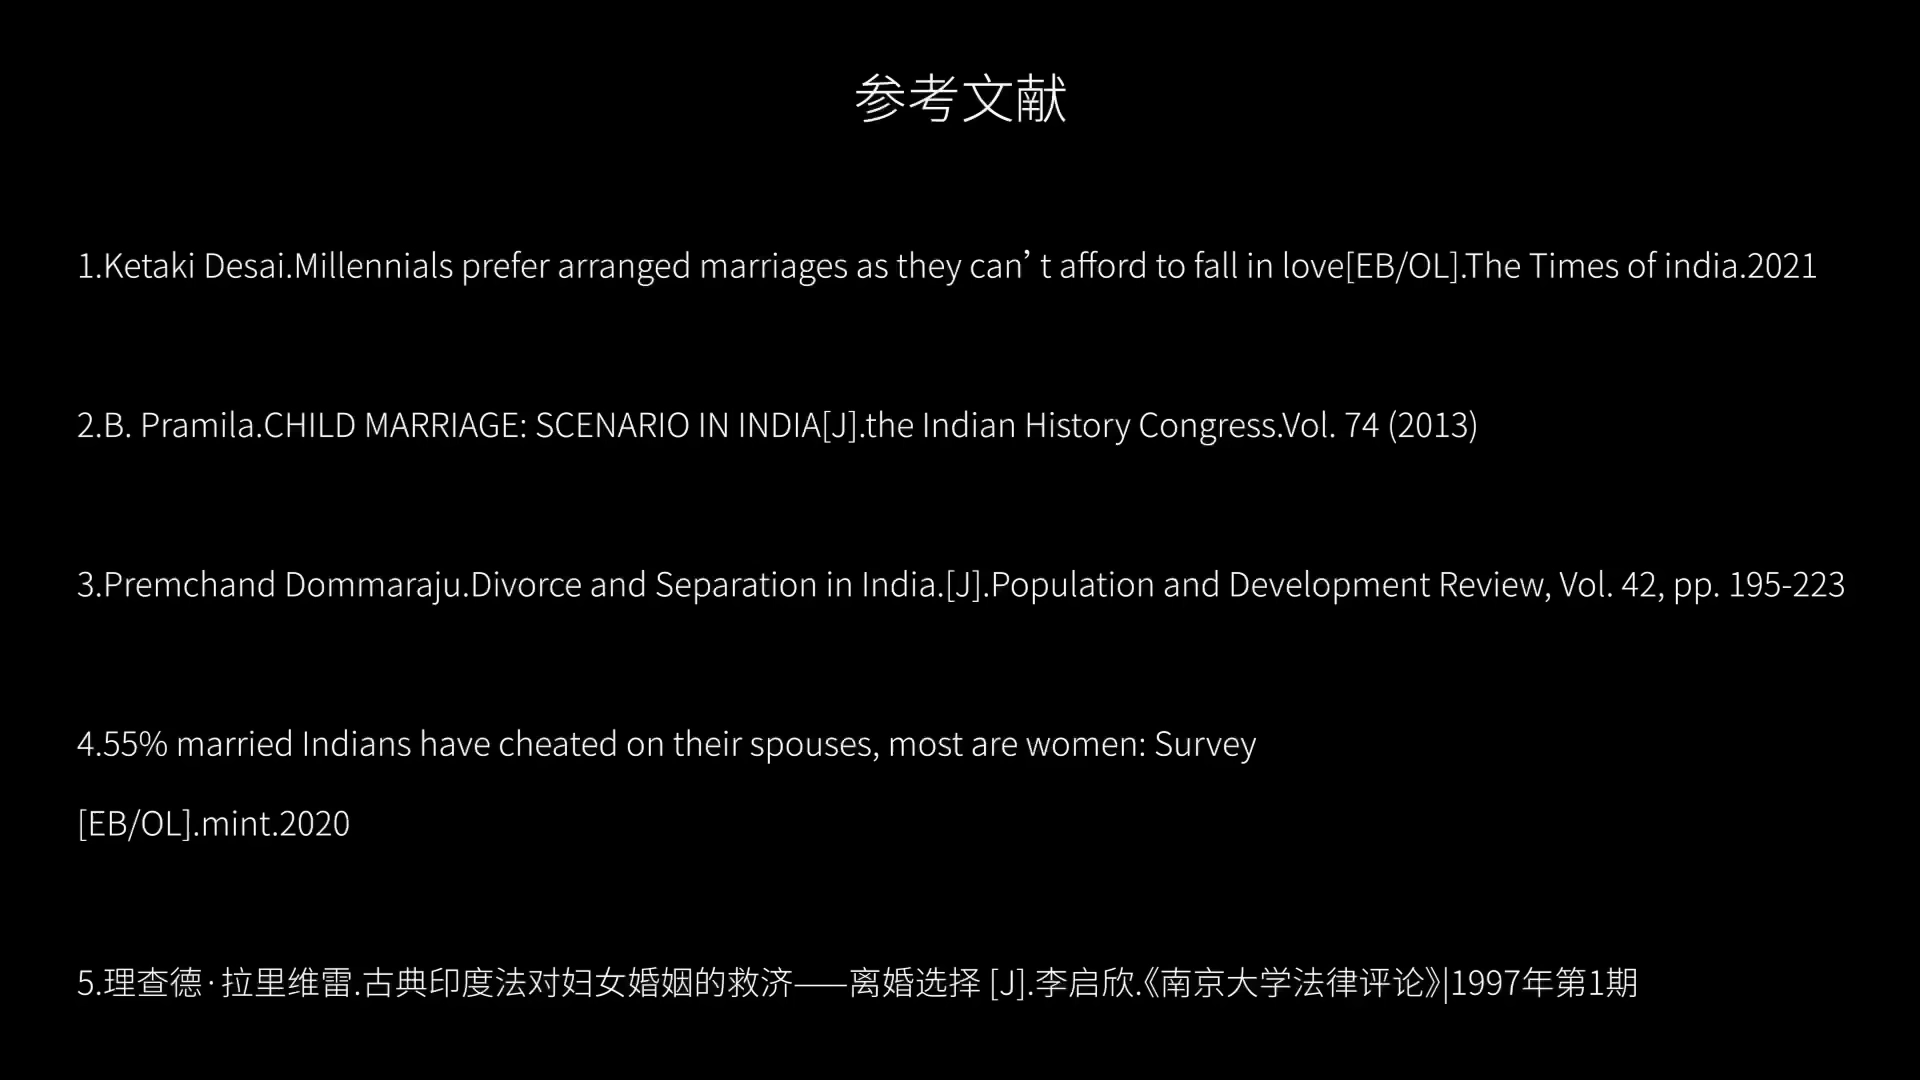 参考文献
1.Ketaki Desai.Millennials prefer arranged marriages as they can’t afford to fall in love[EB/OL].The Times of india.2021
2.B. Pramila.CHILD MARRIAGE: SCENARIO IN INDIA[J].the Indian History Congress.Vol. 74 (2013)
3.Premchand Dommaraju.Divorce and Separation in India.[J].Population and Development Review, Vol. 42, pp. 195-223
4.55% married Indians have cheated on their spouses, most are women: Survey
[EB/OL].mint.2020
5.理查德·拉里维雷.古典印度法对妇女婚姻的救济——离婚选择 [J].李启欣.《南京大学法律评论》|1997年第1期